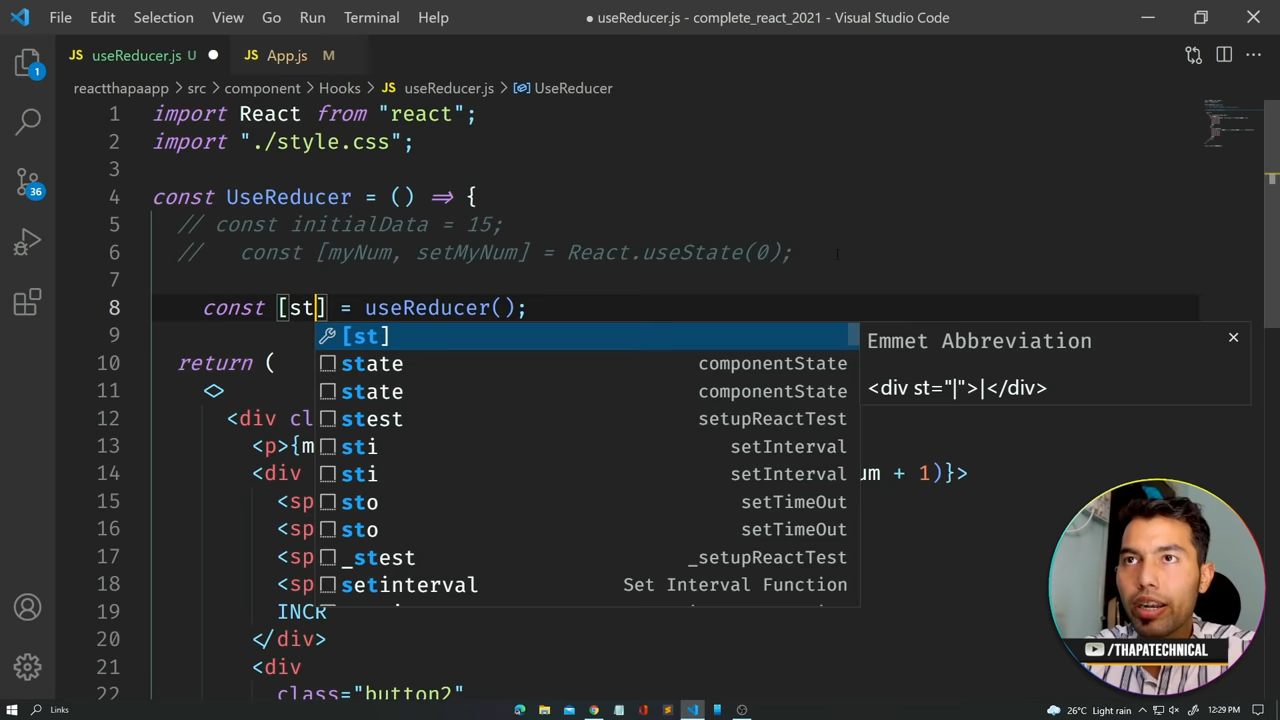 File Edit Selection View Go Run Terminal Help ● useReducer.js - complete_react_2021 - Visual Studio Code
JS useReducer.js U ● JS App.js M
reactthapaapp > src > component > Hooks > JS useReducer.js > UseReducer
1 import React from "react";
2 import "./style.css";
3
4 const UseReducer = () => {
5 // const initialData = 15;
6 //   const [myNum, setMyNum] = React.useState(0);
7
8 const [st] = useReducer();
9 [st]
Emmet Abbreviation
<div st="|">|</div>
10 return (
state componentState
11 <>
state componentState
12 <div cl
stest setupReactTest
13 <p>{m
sti setInterval
14 <div
sti setInterval
um + 1)}>
15 <sp
sto setTimeOut
16 <sp
sto setTimeOut
17 <sp
_stest _setupReactTest
18 <sp
setinterval Set Interval Function
19 INCR
20 </div>
21 <div
22 class="button2"
1
36
/THAPATECHNICAL
Links
26°C Light rain 12:29 PM